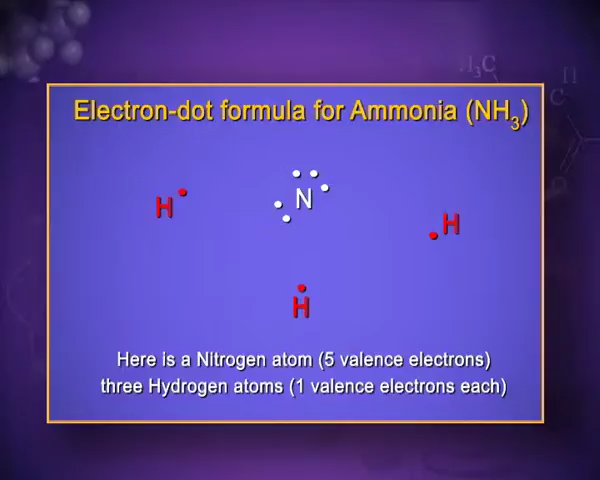 Electron-dot formula for Ammonia (NH₃)
H₃C
H
C
N
H
H
H
Here is a Nitrogen atom (5 valence electrons)
three Hydrogen atoms (1 valence electrons each)